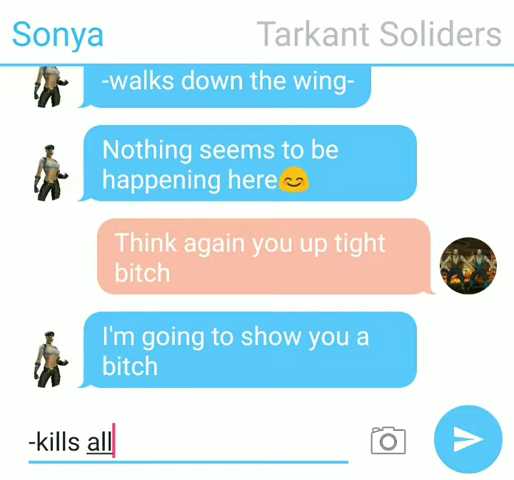 Sonya
Tarkant Soliders
-walks down the wing-
Nothing seems to be
happening here😊
Think again you up tight
bitch
I'm going to show you a
bitch
-kills all